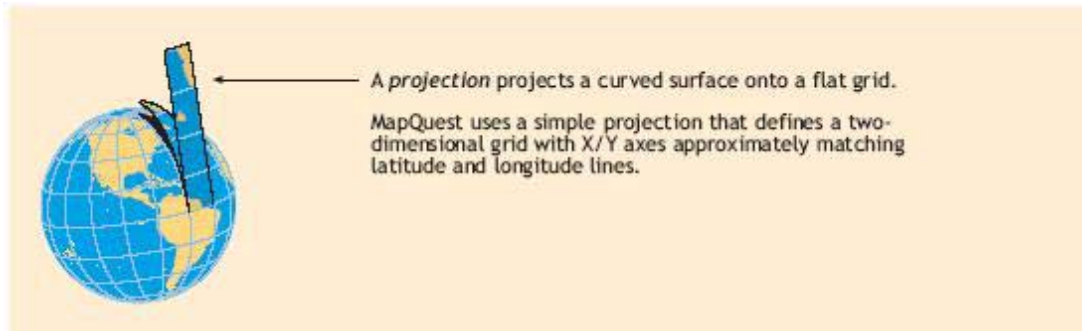 A projection projects a curved surface onto a flat grid.
MapQuest uses a simple projection that defines a two-
dimensional grid with X/Y axes approximately matching
latitude and longitude lines.